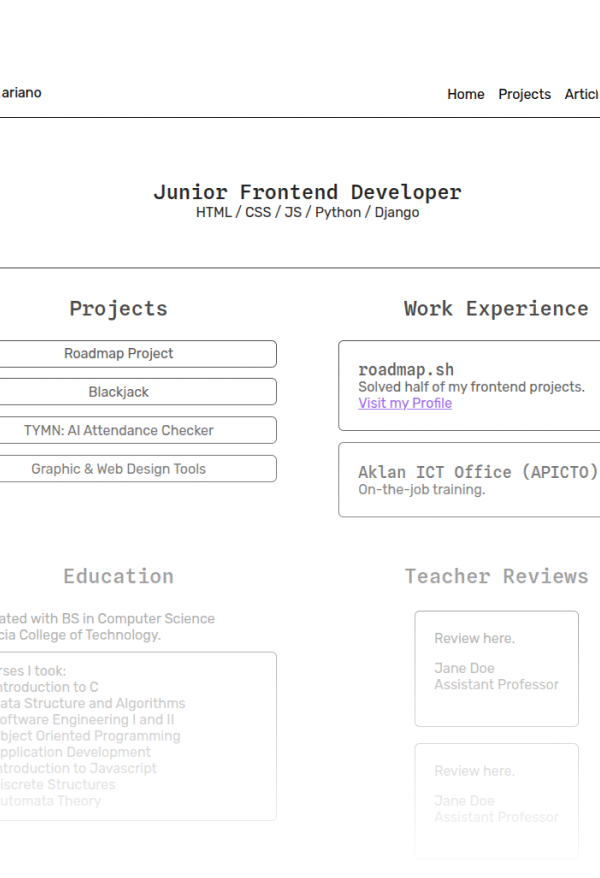 ariano
Home Projects
Junior Frontend Developer
HTML / CSS / JS / Python / Django
Projects
Roadmap Project
Blackjack
TYMN: AI Attendance Checker
Graphic & Web Design Tools
Work Experience
roadmap.sh
Solved half of my frontend projects.
Visit my Profile
Aklan ICT Office (APICTO)
On-the-job training.
Education
ated with BS in Computer Science
cia College of Technology.
rses I took:
ntroduction to C
ata Structure and Algorithms
oftware Engineering I and II
bject Oriented Programming
pplication Development
ntroduction to Javascript
iscrete Structures
utomata Theory
Teacher Reviews
Review here.
Jane Doe
Assistant Professor
Review here.
Jane Doe
Assistant Professor